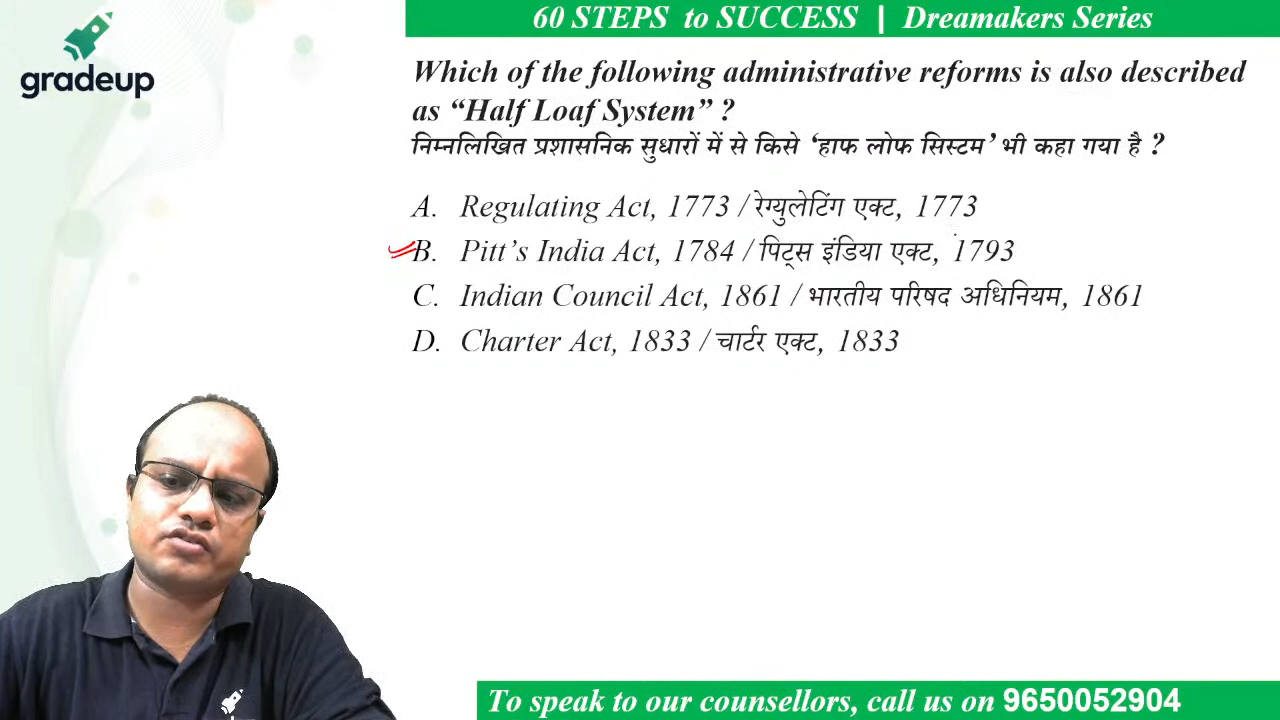 gradeup
60 STEPS to SUCCESS | Dreamakers Series
Which of the following administrative reforms is also described
as “Half Loaf System” ?
निम्नलिखित प्रशासनिक सुधारों में से किसे ‘हाफ लोफ सिस्टम’ भी कहा गया है ?
A. Regulating Act, 1773 / रेग्युलेटिंग एक्ट, 1773
B. Pitt’s India Act, 1784 / पिट्स इंडिया एक्ट, 1793
C. Indian Council Act, 1861 / भारतीय परिषद अधिनियम, 1861
D. Charter Act, 1833 / चार्टर एक्ट, 1833
To speak to our counsellors, call us on 9650052904